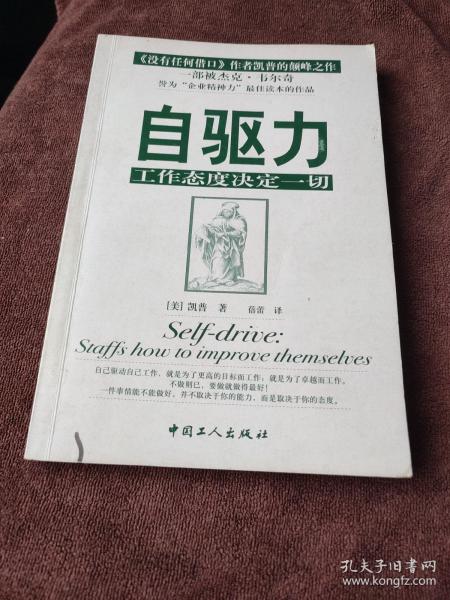 《没有任何借口》作者凯普的颠峰之作
一部被杰克·韦尔奇
誉为“企业精神力”最佳读本的作品
自驱力
工作态度决定一切
[美] 凯普 著 蓓蕾 译
Self-drive:
Staffs how to improve themselves
自己驱动自己工作，就是为了更高的目标而工作；就是为了卓越而工作。
不做则已，要做就做得最好！
一件事情能不能做好，并不取决于你的能力，而是取决于你的态度。
中国工人出版社
孔夫子旧书网
www.kongfz.com